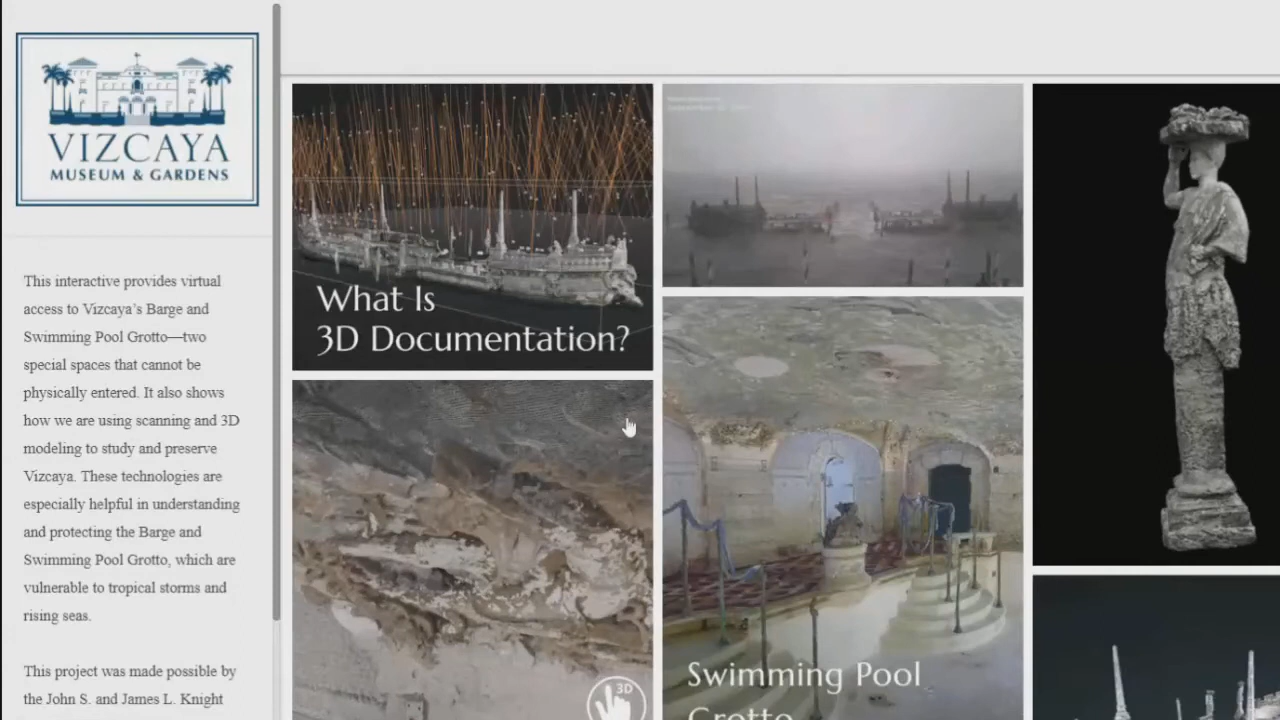 VIZCAYA
MUSEUM & GARDENS
This interactive provides virtual
access to Vizcaya's Barge and
Swimming Pool Grotto—two
special spaces that cannot be
physically entered. It also shows
how we are using scanning and 3D
modeling to study and preserve
Vizcaya. These technologies are
especially helpful in understanding
and protecting the Barge and
Swimming Pool Grotto, which are
vulnerable to tropical storms and
rising seas.
This project was made possible by
the John S. and James L. Knight
What Is
3D Documentation?
3D
Swimming Pool
Grotto